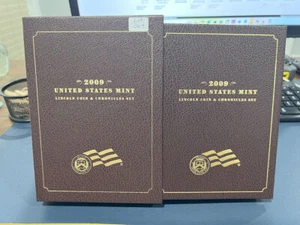 2009
UNITED STATES MINT
LINCOLN COIN & CHRONICLES SET
2009
UNITED STATES MINT
LINCOLN COIN & CHRONICLES SET